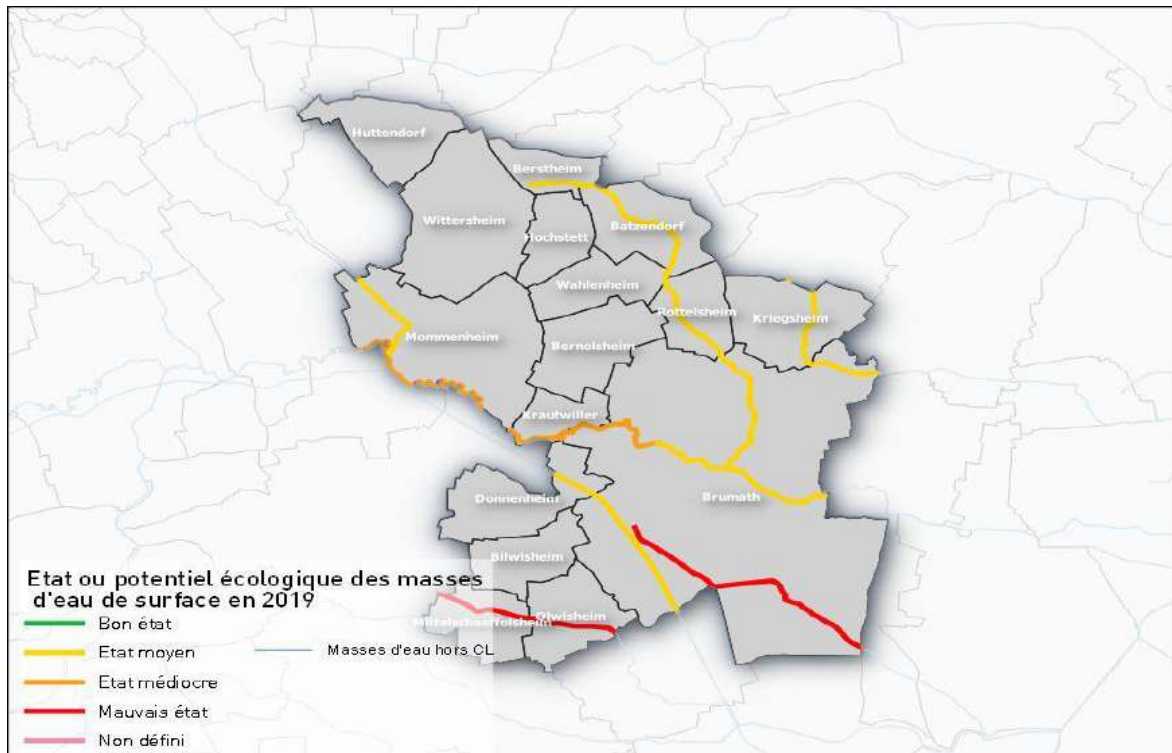 Huttendorf
Berstheim
Wittersheim
Batzendorf
Hochstett
Wahlenheim
Rottelsheim
Kriegsheim
Mommenheim
Bernolsheim
Krautwiller
Donnenheim
Brumath
Bilwisheim
Olwisheim
Mittelschaeffolsheim
Etat ou potentiel écologique des masses
d'eau de surface en 2019
Bon état
Etat moyen
Masses d'eau hors CL
Etat médiocre
Mauvais état
Non défini